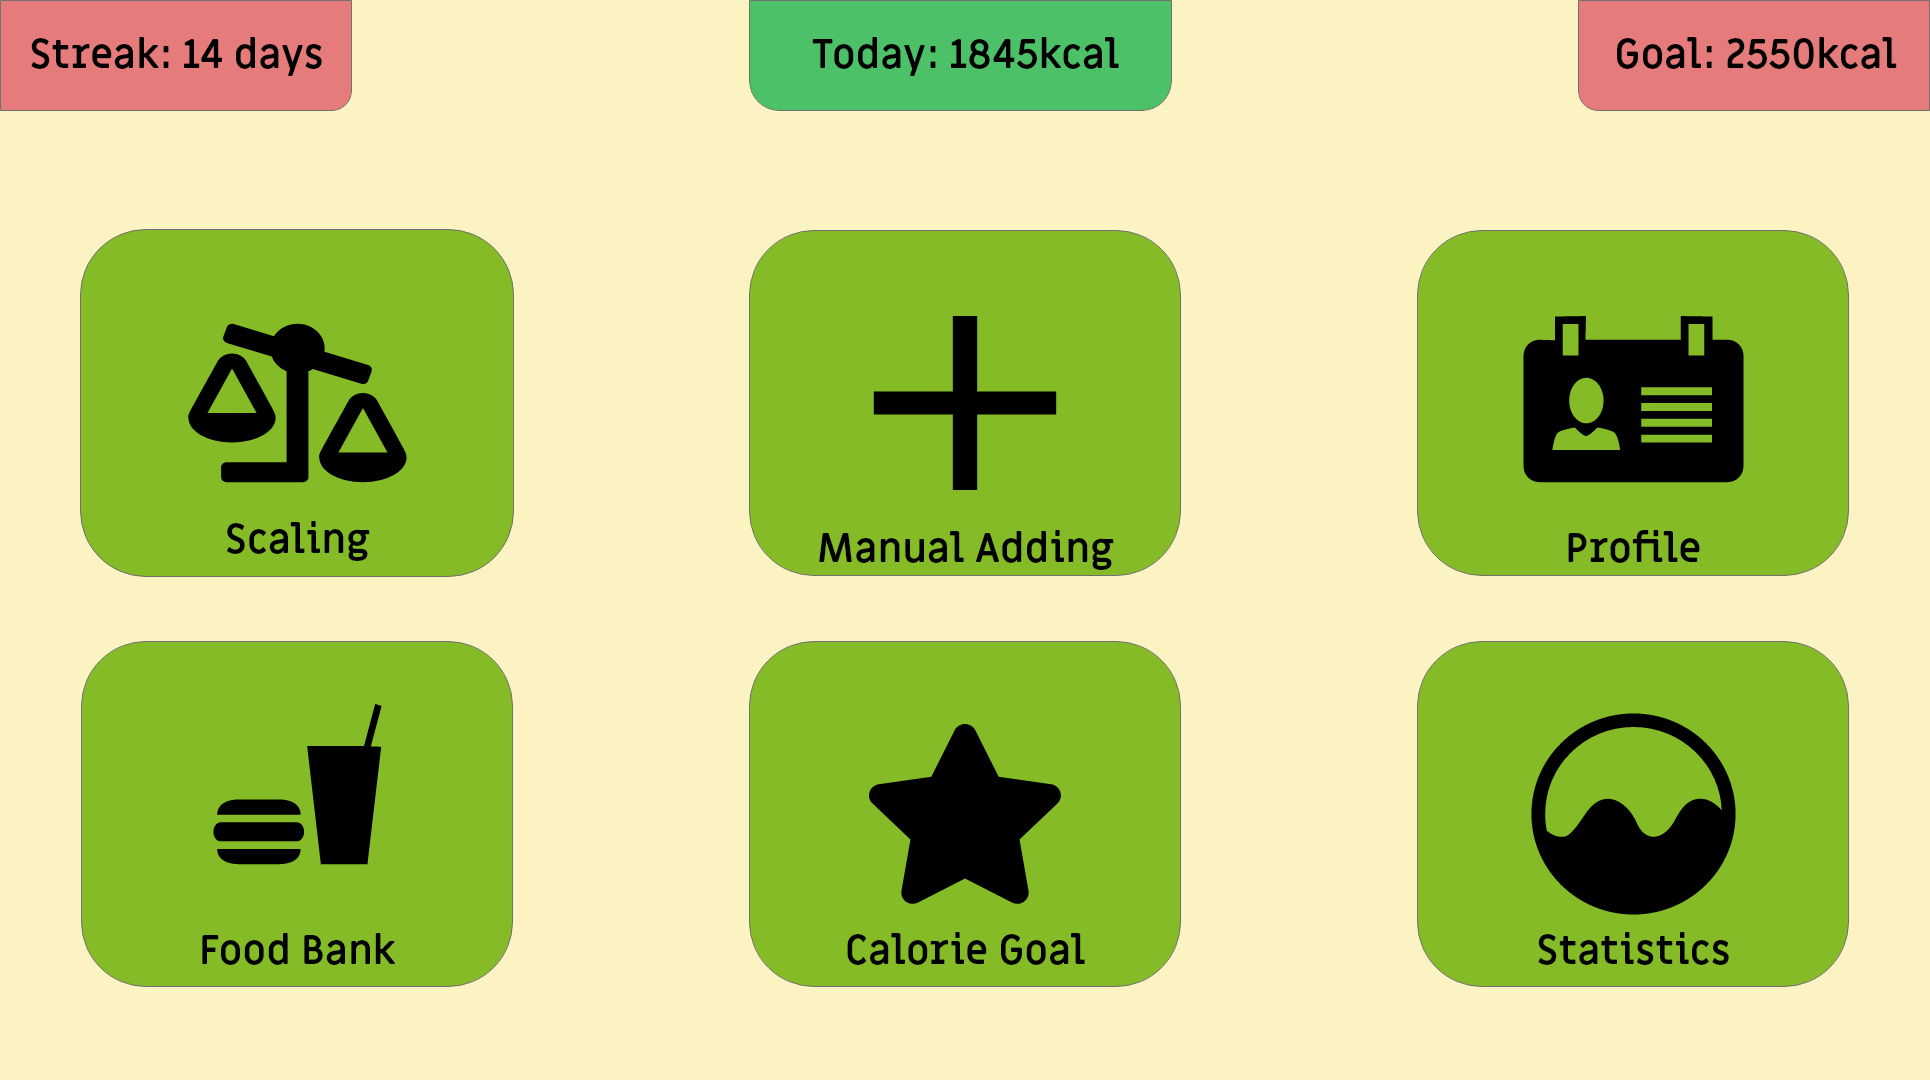 Streak: 14 days
Today: 1845kcal
Goal: 2550kcal
Scaling
Manual Adding
Profile
Food Bank
Calorie Goal
Statistics